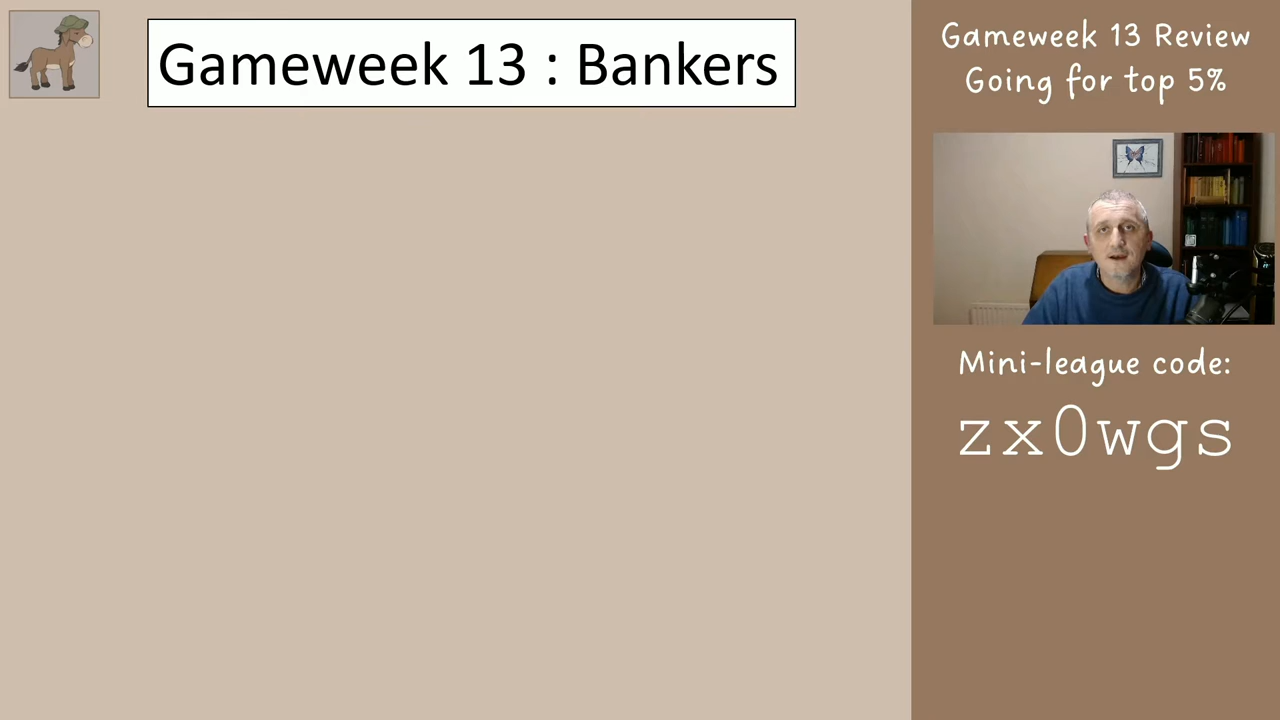 Gameweek 13 : Bankers
Gameweek 13 Review
Going for top 5%
Mini-league code:
zx0wgs